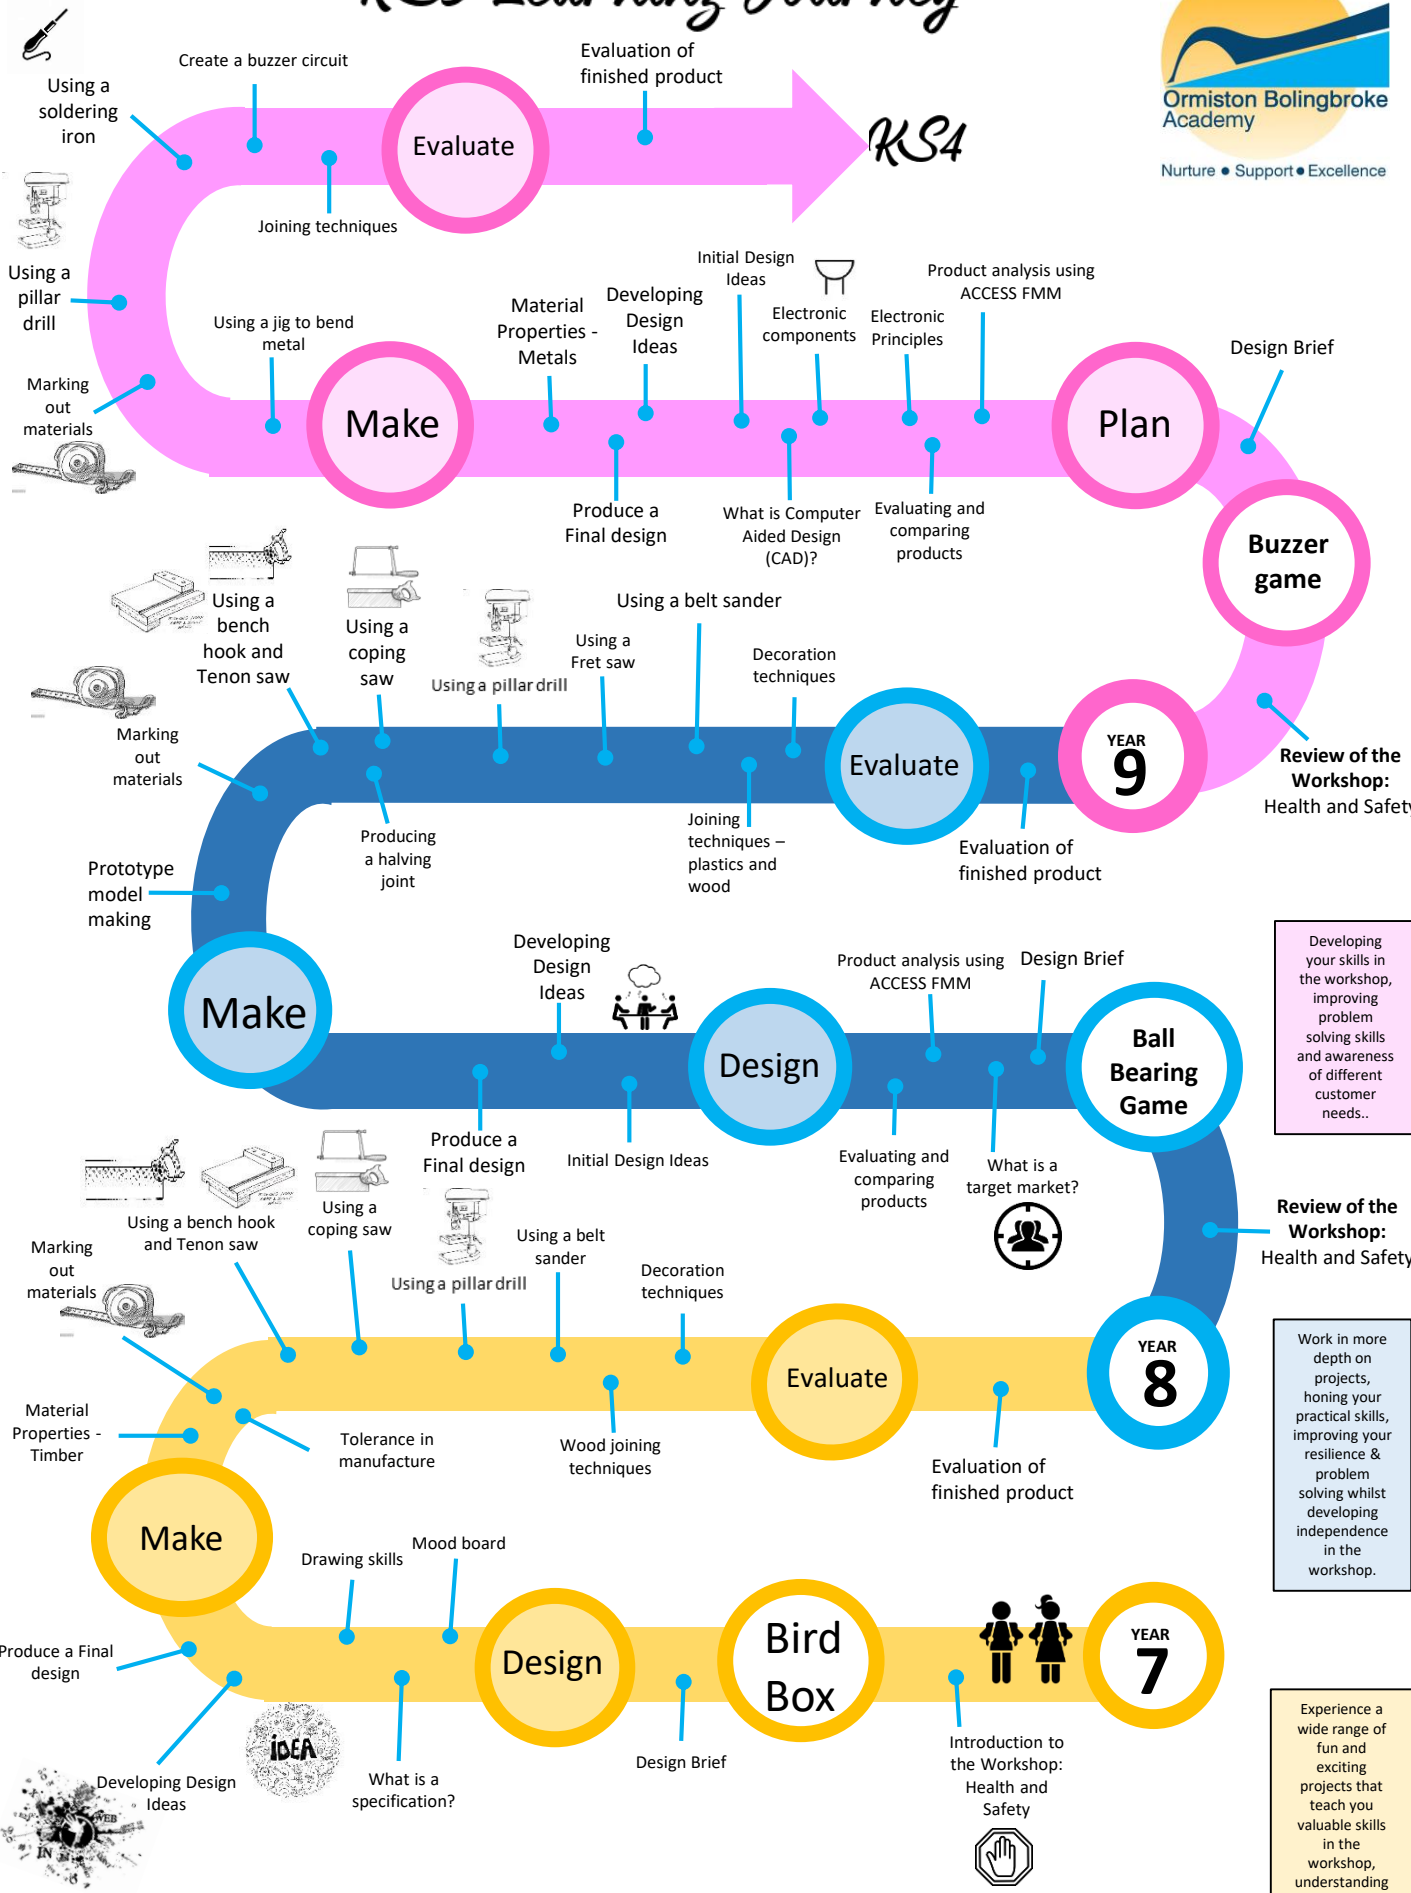 KS3 Learning Journey
Ormiston Bolingbroke
Academy
Nurture • Support • Excellence
Using a
soldering
iron
Create a buzzer circuit
Joining techniques
Evaluate
Evaluation of
finished product
KS4
Using a
pillar
drill
Marking
out
materials
Using a jig to bend
metal
Make
Material
Properties -
Metals
Developing
Design
Ideas
Produce a
Final design
Initial Design
Ideas
What is Computer
Aided Design
(CAD)?
Electronic
components
Electronic
Principles
Evaluating and
comparing
products
Product analysis using
ACCESS FMM
Plan
Design Brief
Buzzer
game
Review of the
Workshop:
Health and Safety
YEAR
9
Using a
bench
hook and
Tenon saw
Using a
coping
saw
Using a pillar drill
Using a
Fret saw
Using a belt sander
Decoration
techniques
Evaluate
Evaluation of
finished product
Marking
out
materials
Producing
a halving
joint
Joining
techniques –
plastics and
wood
Prototype
model
making
Make
Developing
Design
Ideas
Produce a
Final design
Initial Design Ideas
Design
Product analysis using
ACCESS FMM
Design Brief
Evaluating and
comparing
products
What is a
target market?
Ball
Bearing
Game
Developing
your skills in
the workshop,
improving
problem
solving skills
and awareness
of different
customer
needs..
Review of the
Workshop:
Health and Safety
YEAR
8
Using a bench hook
and Tenon saw
Using a
coping saw
Using a pillar drill
Using a belt
sander
Decoration
techniques
Marking
out
materials
Material
Properties -
Timber
Tolerance in
manufacture
Wood joining
techniques
Evaluate
Evaluation of
finished product
Work in more
depth on
projects,
honing your
practical skills,
improving your
resilience &
problem
solving whilst
developing
independence
in the
workshop.
Make
Drawing skills
Mood board
Design
Bird
Box
YEAR
7
Produce a Final
design
Developing Design
Ideas
IDEA
WEB
IN
What is a
specification?
Design Brief
Introduction to
the Workshop:
Health and
Safety
Experience a
wide range of
fun and
exciting
projects that
teach you
valuable skills
in the
workshop,
understanding